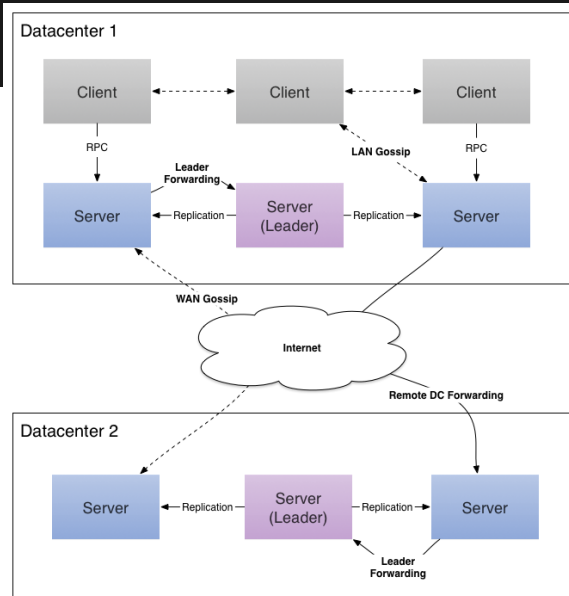 Datacenter 1
Client
Client
Client
RPC
LAN Gossip
RPC
Leader
Forwarding
Server
Replication
Server
(Leader)
Replication
Server
WAN Gossip
Internet
Remote DC Forwarding
Datacenter 2
Server
Replication
Server
(Leader)
Replication
Server
Leader
Forwarding